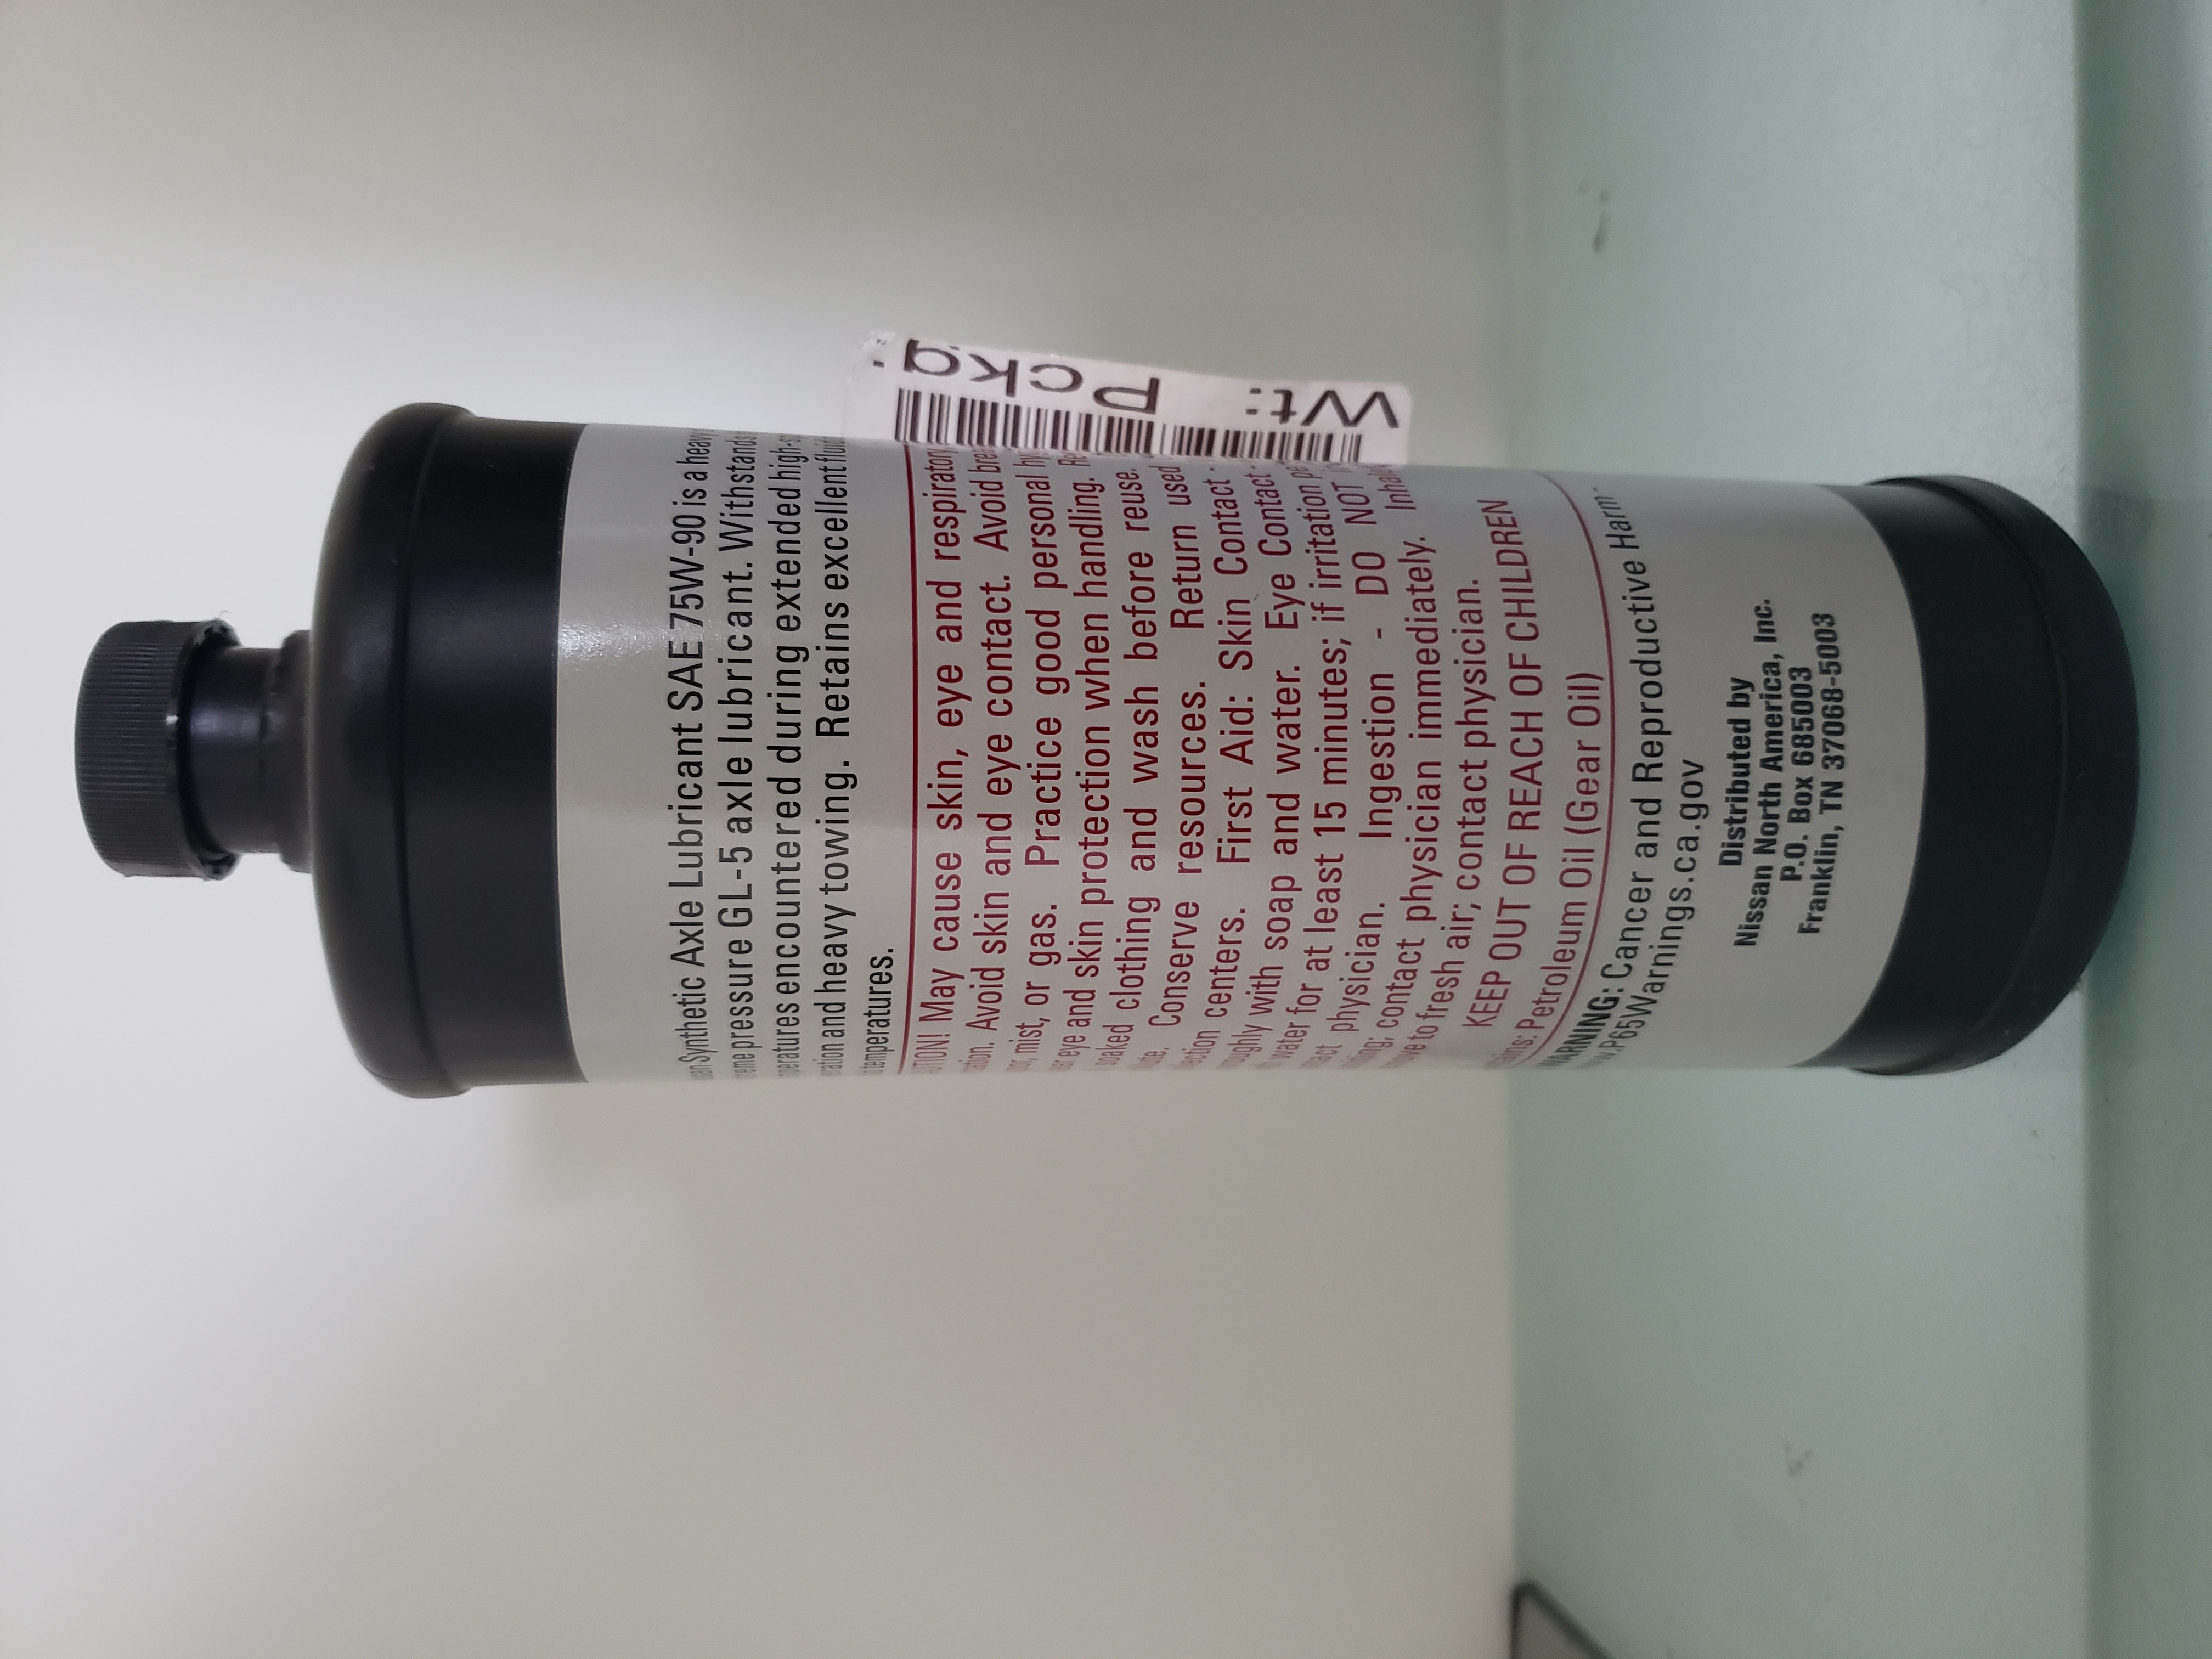 Synthetic Axle Lubricant SAE 75W-90 is a heavy
pressure GL-5 axle lubricant. Withstands
encountered during extended high-
and heavy towing. Retains excellent
temperatures.
May cause skin, eye and respiratory
Avoid skin and eye contact. Avoid
mist, or gas. Practice good personal
eye and skin protection when handling.
clothing and wash before reuse.
Conserve resources. Return used
centers. First Aid: Skin Contact -
with soap and water. Eye Contact -
water for at least 15 minutes; if irritation
physician. Ingestion - DO NOT
contact physician immediately.
to fresh air; contact physician.
KEEP OUT OF REACH OF CHILDREN
Petroleum Oil (Gear Oil)
WARNING: Cancer and Reproductive Harm -
P65Warnings.ca.gov
Distributed by
Nissan North America, Inc.
P.O. Box 685003
Franklin, TN 37068-5003
Wt: Pckg: